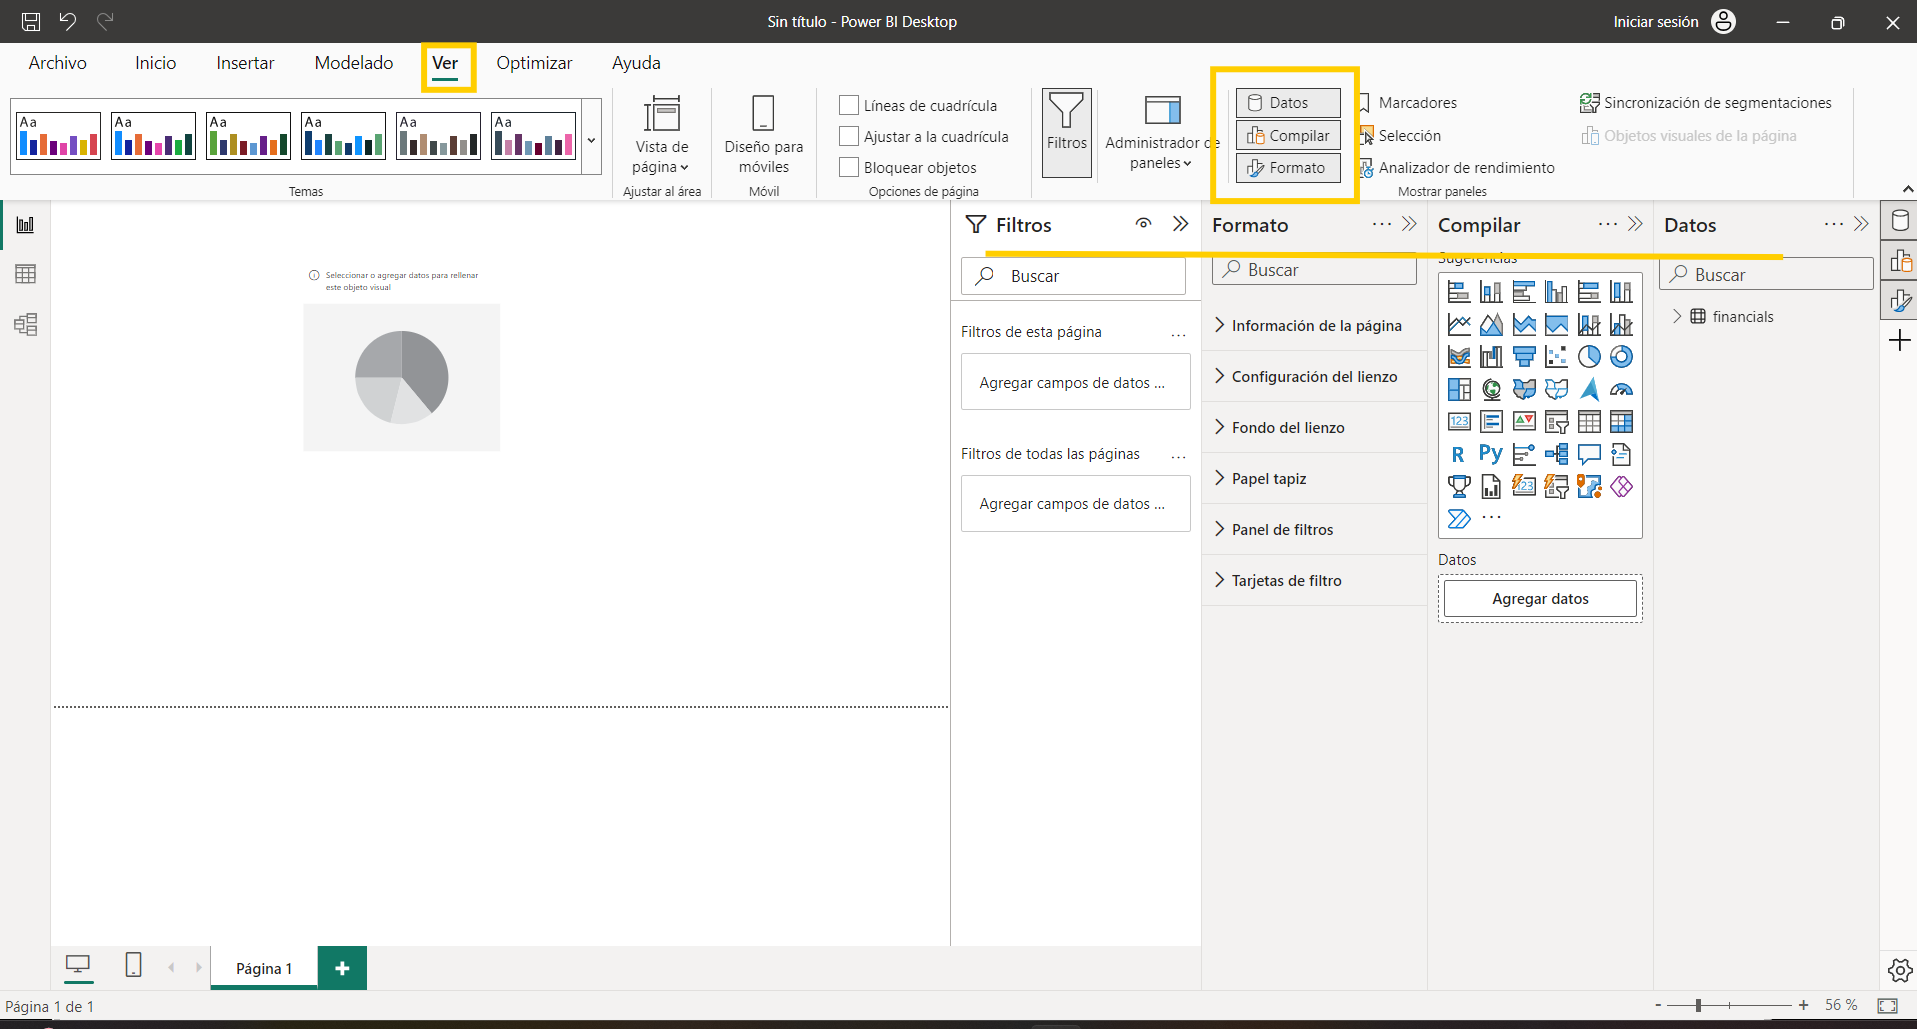 Sin título - Power BI Desktop
Iniciar sesión
Archivo Inicio Insertar Modelado Ver Optimizar Ayuda
Aa Aa Aa Aa Aa Aa
Temas
Vista de
página
Ajustar al área
Diseño para
móviles
Móvil
Líneas de cuadrícula
Ajustar a la cuadrícula
Bloquear objetos
Opciones de página
Filtros
Administrador de
paneles
Datos
Compilar
Formato
Marcadores
Selección
Analizador de rendimiento
Sincronización de segmentaciones
Objetos visuales de la página
Mostrar paneles
Seleccionar o agregar datos para rellenar
este objeto visual
Filtros
Buscar
Filtros de esta página ...
Agregar campos de datos ...
Filtros de todas las páginas ...
Agregar campos de datos ...
Formato ...
Buscar
Información de la página
Configuración del lienzo
Fondo del lienzo
Papel tapiz
Panel de filtros
Tarjetas de filtro
Compilar ...
Sugerencias
123
R Py
123
...
Datos
Agregar datos
Datos ...
Buscar
financials
Página 1
+
Página 1 de 1
- + 56 %